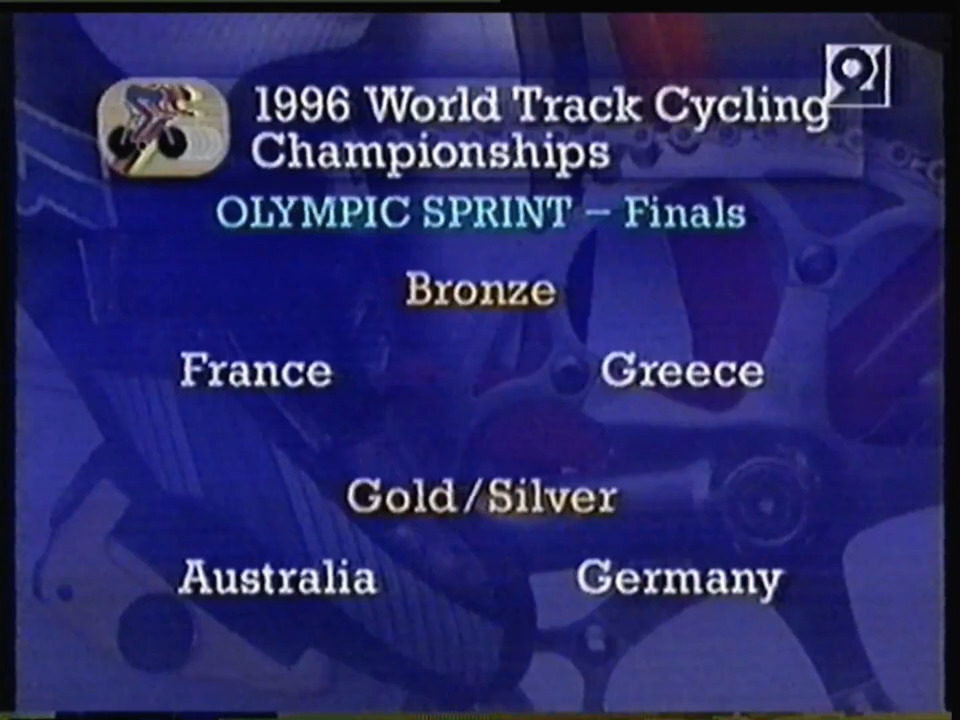 1996 World Track Cycling
Championships
OLYMPIC SPRINT – Finals
Bronze
France Greece
Gold/Silver
Australia Germany